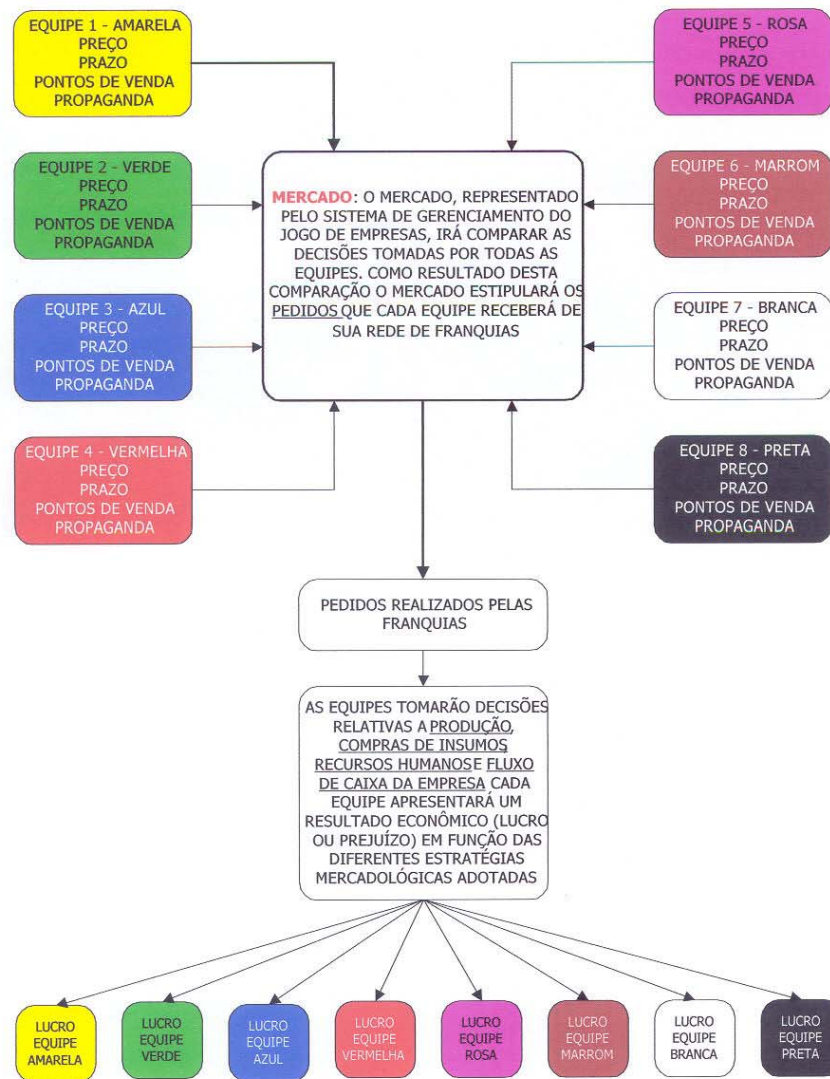 EQUIPE 1 - AMARELA
PREÇO
PRAZO
PONTOS DE VENDA
PROPAGANDA
EQUIPE 2 - VERDE
PREÇO
PRAZO
PONTOS DE VENDA
PROPAGANDA
EQUIPE 3 - AZUL
PREÇO
PRAZO
PONTOS DE VENDA
PROPAGANDA
EQUIPE 4 - VERMELHA
PREÇO
PRAZO
PONTOS DE VENDA
PROPAGANDA
EQUIPE 5 - ROSA
PREÇO
PRAZO
PONTOS DE VENDA
PROPAGANDA
EQUIPE 6 - MARROM
PREÇO
PRAZO
PONTOS DE VENDA
PROPAGANDA
EQUIPE 7 - BRANCA
PREÇO
PRAZO
PONTOS DE VENDA
PROPAGANDA
EQUIPE 8 - PRETA
PREÇO
PRAZO
PONTOS DE VENDA
PROPAGANDA
MERCADO: O MERCADO, REPRESENTADO
PELO SISTEMA DE GERENCIAMENTO DO
JOGO DE EMPRESAS, IRÁ COMPARAR AS
DECISÕES TOMADAS POR TODAS AS
EQUIPES. COMO RESULTADO DESTA
COMPARAÇÃO O MERCADO ESTIPULARÁ OS
PEDIDOS QUE CADA EQUIPE RECEBERÁ DE
SUA REDE DE FRANQUIAS
PEDIDOS REALIZADOS PELAS
FRANQUIAS
AS EQUIPES TOMARÃO DECISÕES
RELATIVAS A PRODUÇÃO,
COMPRAS DE INSUMOS,
RECURSOS HUMANOS E FLUXO
DE CAIXA DA EMPRESA CADA
EQUIPE APRESENTARÁ UM
RESULTADO ECONÔMICO (LUCRO
OU PREJUÍZO) EM FUNÇÃO DAS
DIFERENTES ESTRATÉGIAS
MERCADOLÓGICAS ADOTADAS
LUCRO
EQUIPE
AMARELA
LUCRO
EQUIPE
VERDE
LUCRO
EQUIPE
AZUL
LUCRO
EQUIPE
VERMELHA
LUCRO
EQUIPE
ROSA
LUCRO
EQUIPE
MARROM
LUCRO
EQUIPE
BRANCA
LUCRO
EQUIPE
PRETA